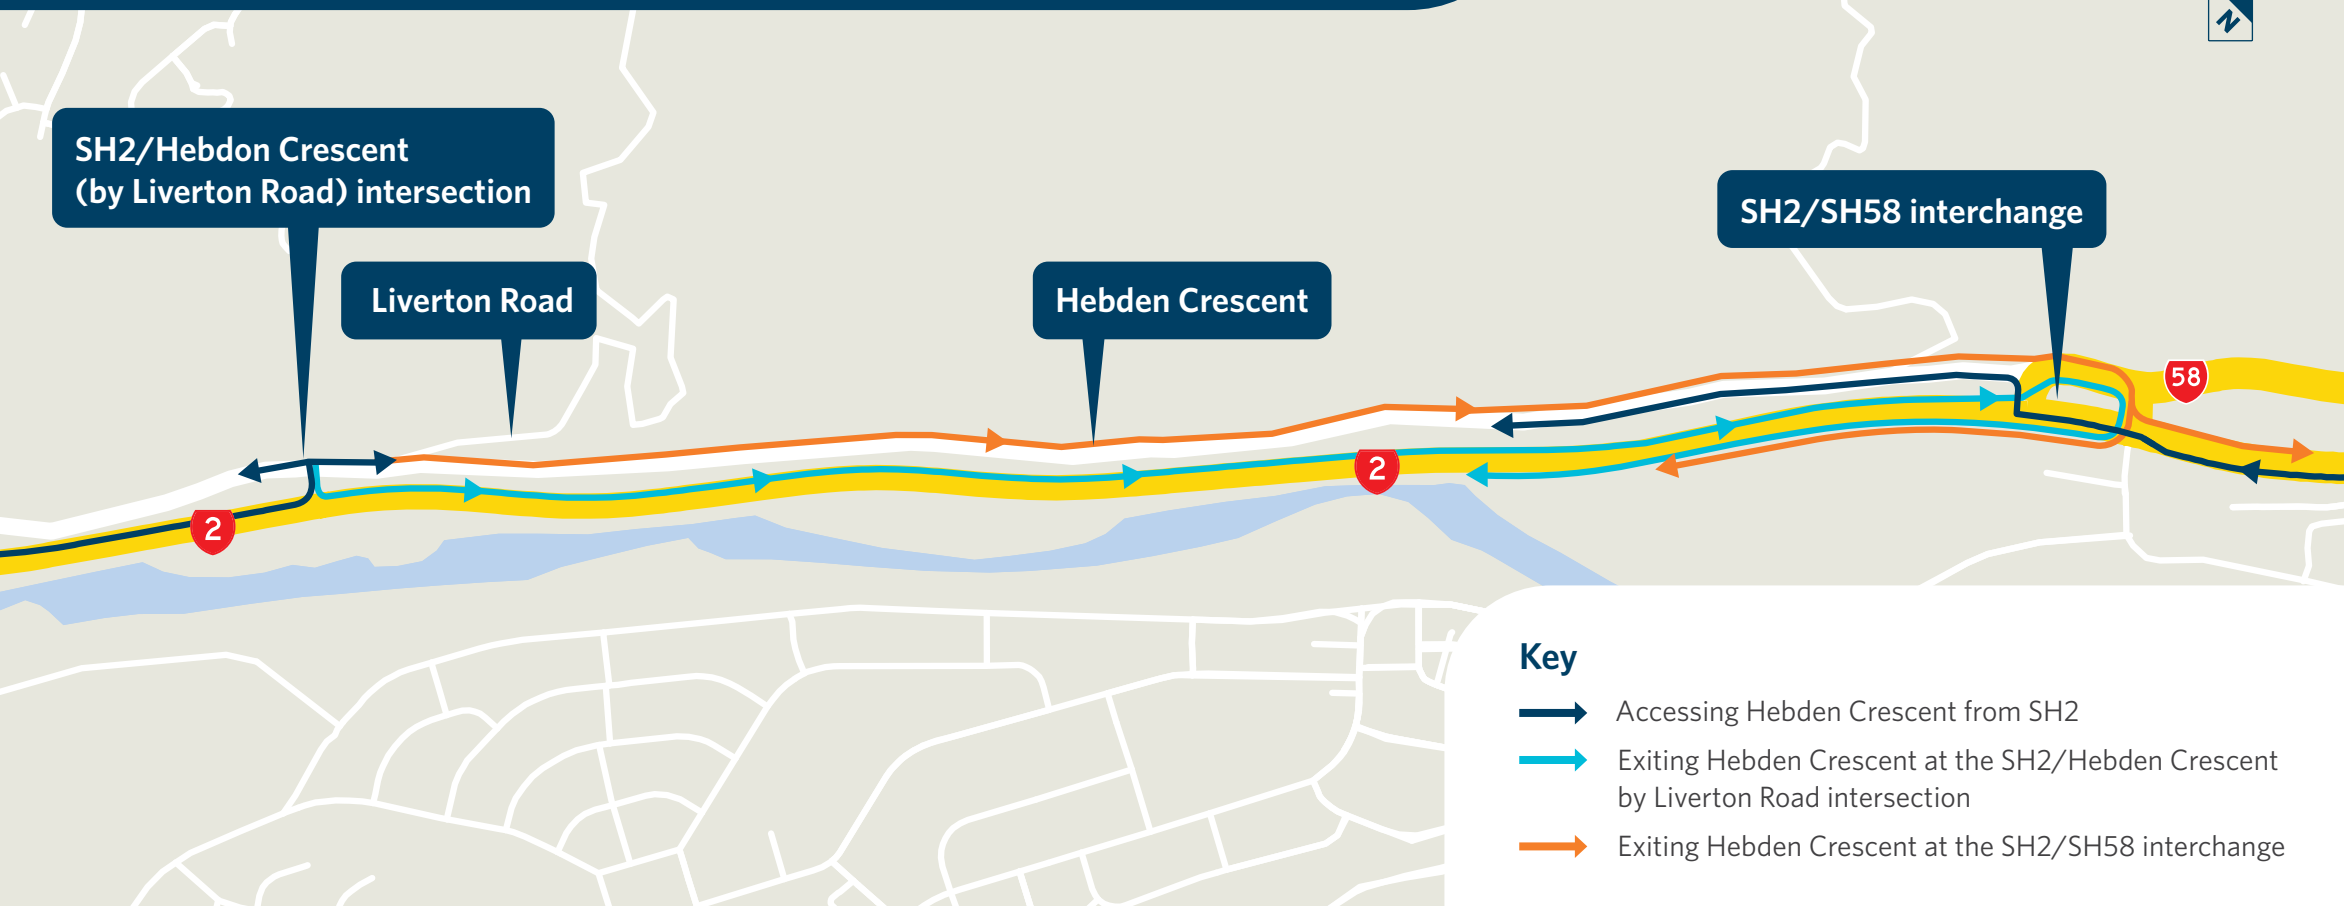 N
SH2/Hebdon Crescent
(by Liverton Road) intersection
SH2/SH58 interchange
Liverton Road
Hebden Crescent
58
2
2
Key
Accessing Hebden Crescent from SH2
Exiting Hebden Crescent at the SH2/Hebden Crescent
by Liverton Road intersection
Exiting Hebden Crescent at the SH2/SH58 interchange